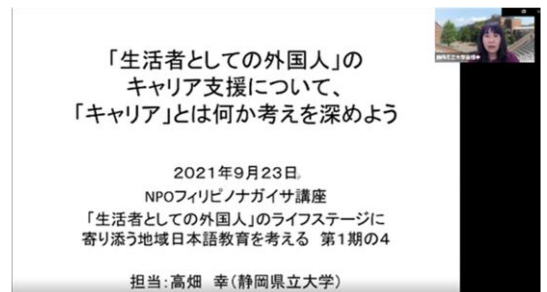 「生活者としての外国人」の
キャリア支援について、
「キャリア」とは何か考えを深めよう
２０２１年９月２３日
NPOフィリピノナガイサ講座
「生活者としての外国人」のライフステージに
寄り添う地域日本語教育を考える　第１期の４
担当：高畑　幸（静岡県立大学）